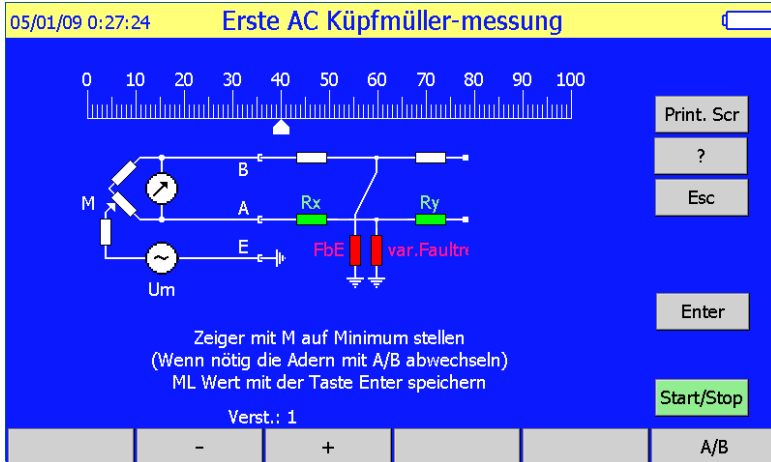 05/01/09 0:27:24 Erste AC Küpfmüller-messung
0 10 20 30 40 50 60 70 80 90 100
Print. Scr
?
Esc
B
M A Rx Ry
E FbE var.Faultre
Um
Enter
Zeiger mit M auf Minimum stellen
(Wenn nötig die Adern mit A/B abwechseln)
ML Wert mit der Taste Enter speichern
Start/Stop
Verst.: 1
- + A/B